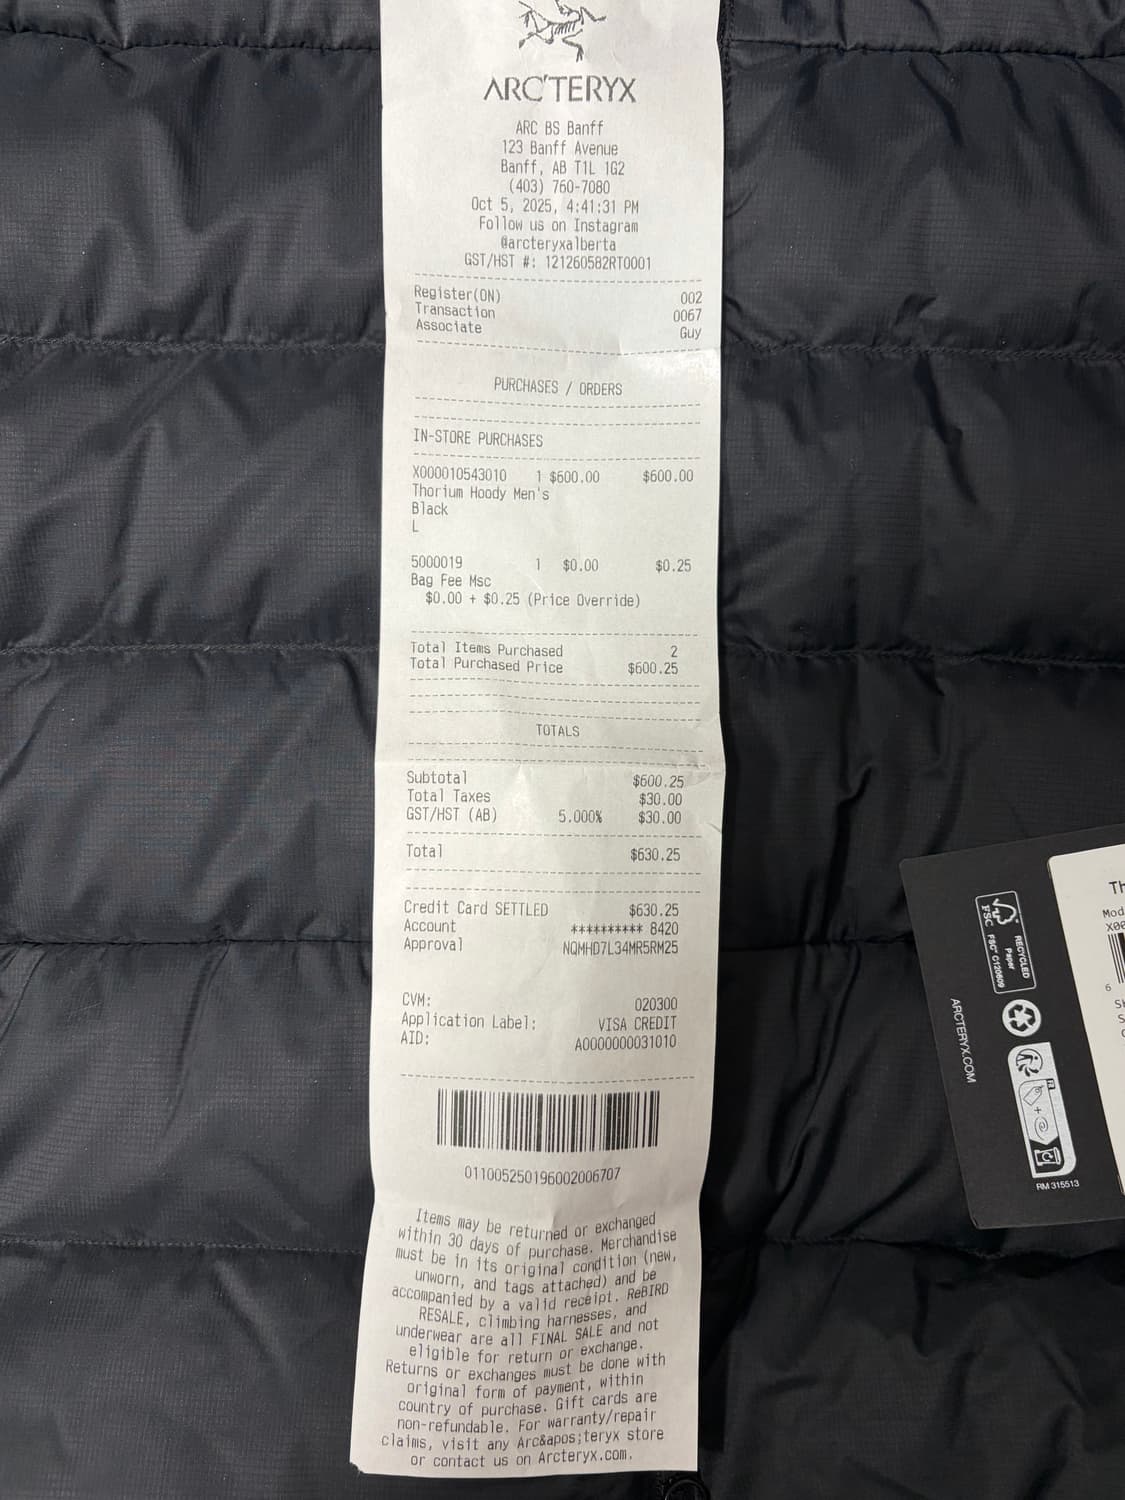 ARC'TERYX
ARC BS Banff
123 Banff Avenue
Banff, AB T1L 1G2
(403) 760-7080
Oct 5, 2025, 4:41:31 PM
Follow us on Instagram
@arcteryxalberta
GST/HST #: 121260582RT0001
Register(ON) 002
Transaction 0067
Associate Guy
PURCHASES / ORDERS
IN-STORE PURCHASES
X000010543010 1 $600.00 $600.00
Thorium Hoody Men's
Black
L
5000019 1 $0.00 $0.25
Bag Fee Msc
$0.00 + $0.25 (Price Override)
Total Items Purchased 2
Total Purchased Price $600.25
TOTALS
Subtotal $600.25
Total Taxes $30.00
GST/HST (AB) 5.000% $30.00
Total $630.25
Credit Card SETTLED $630.25
Account ********** 8420
Approval NQMHD7L34MR5RM25
CVM: 020300
Application Label: VISA CREDIT
AID: A0000000031010
011005250196002006707
Items may be returned or exchanged
within 30 days of purchase. Merchandise
must be in its original condition (new,
unworn, and tags attached) and be
accompanied by a valid receipt. ReBIRD
RESALE, climbing harnesses, and
underwear are all FINAL SALE and not
eligible for return or exchange.
Returns or exchanges must be done with
original form of payment, within
country of purchase. Gift cards are
non-refundable. For warranty/repair
claims, visit any Arc&apos;teryx store
or contact us on Arcteryx.com.
FSC
RECYCLED
Paper
FSC® C120609
ARCTERYX.COM
RM 315513
Th
Mod
X00
6